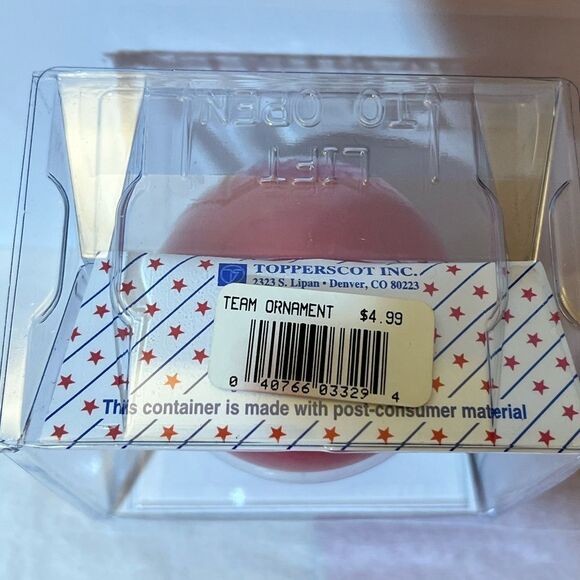 LIFT
TO OPEN
TOPPERSCOT INC.
2323 S. Lipan • Denver, CO 80223
TEAM ORNAMENT $4.99
0 40766 03329 4
This container is made with post-consumer material